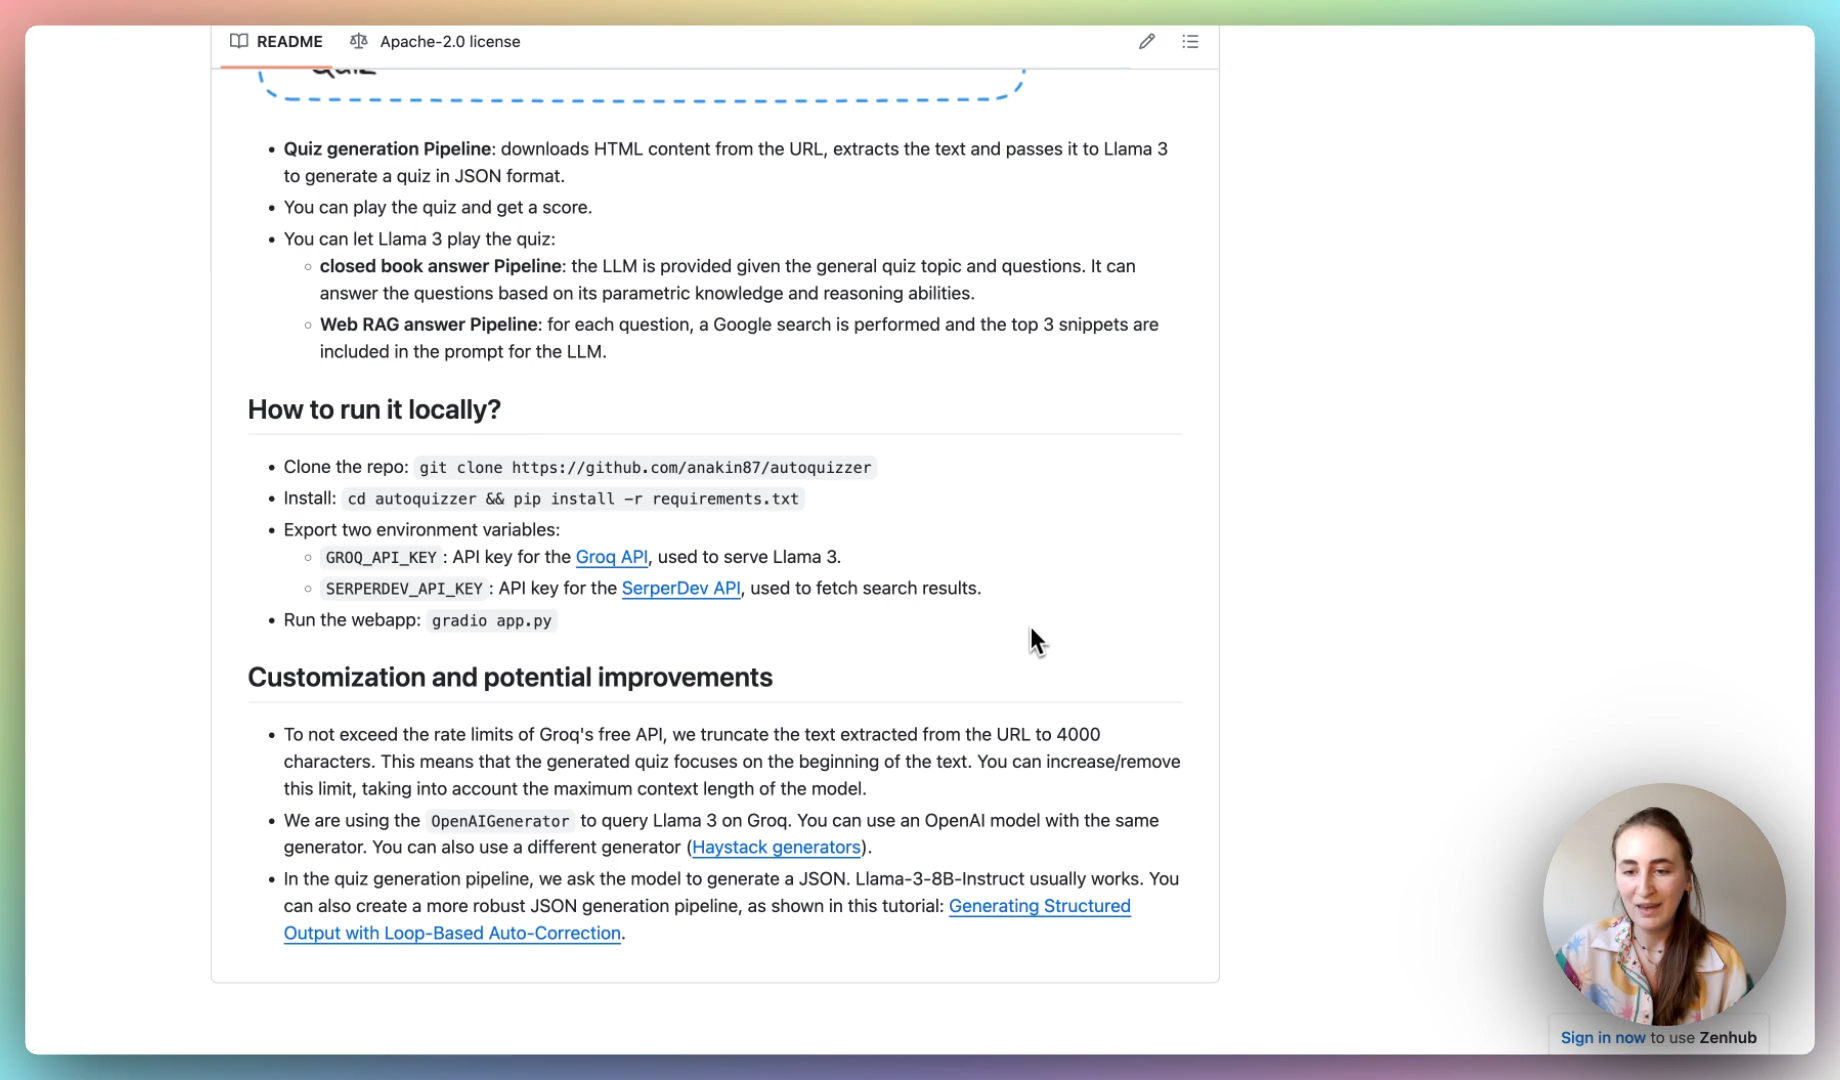 README Apache-2.0 license
Quiz
• Quiz generation Pipeline: downloads HTML content from the URL, extracts the text and passes it to Llama 3
to generate a quiz in JSON format.
• You can play the quiz and get a score.
• You can let Llama 3 play the quiz:
◦ closed book answer Pipeline: the LLM is provided given the general quiz topic and questions. It can
answer the questions based on its parametric knowledge and reasoning abilities.
◦ Web RAG answer Pipeline: for each question, a Google search is performed and the top 3 snippets are
included in the prompt for the LLM.
How to run it locally?
• Clone the repo: git clone https://github.com/anakin87/autoquizzer
• Install: cd autoquizzer && pip install -r requirements.txt
• Export two environment variables:
◦ GROQ_API_KEY : API key for the Groq API, used to serve Llama 3.
◦ SERPERDEV_API_KEY : API key for the SerperDev API, used to fetch search results.
• Run the webapp: gradio app.py
Customization and potential improvements
• To not exceed the rate limits of Groq's free API, we truncate the text extracted from the URL to 4000
characters. This means that the generated quiz focuses on the beginning of the text. You can increase/remove
this limit, taking into account the maximum context length of the model.
• We are using the OpenAIGenerator to query Llama 3 on Groq. You can use an OpenAI model with the same
generator. You can also use a different generator (Haystack generators).
• In the quiz generation pipeline, we ask the model to generate a JSON. Llama-3-8B-Instruct usually works. You
can also create a more robust JSON generation pipeline, as shown in this tutorial: Generating Structured
Output with Loop-Based Auto-Correction.
Sign in now to use Zenhub